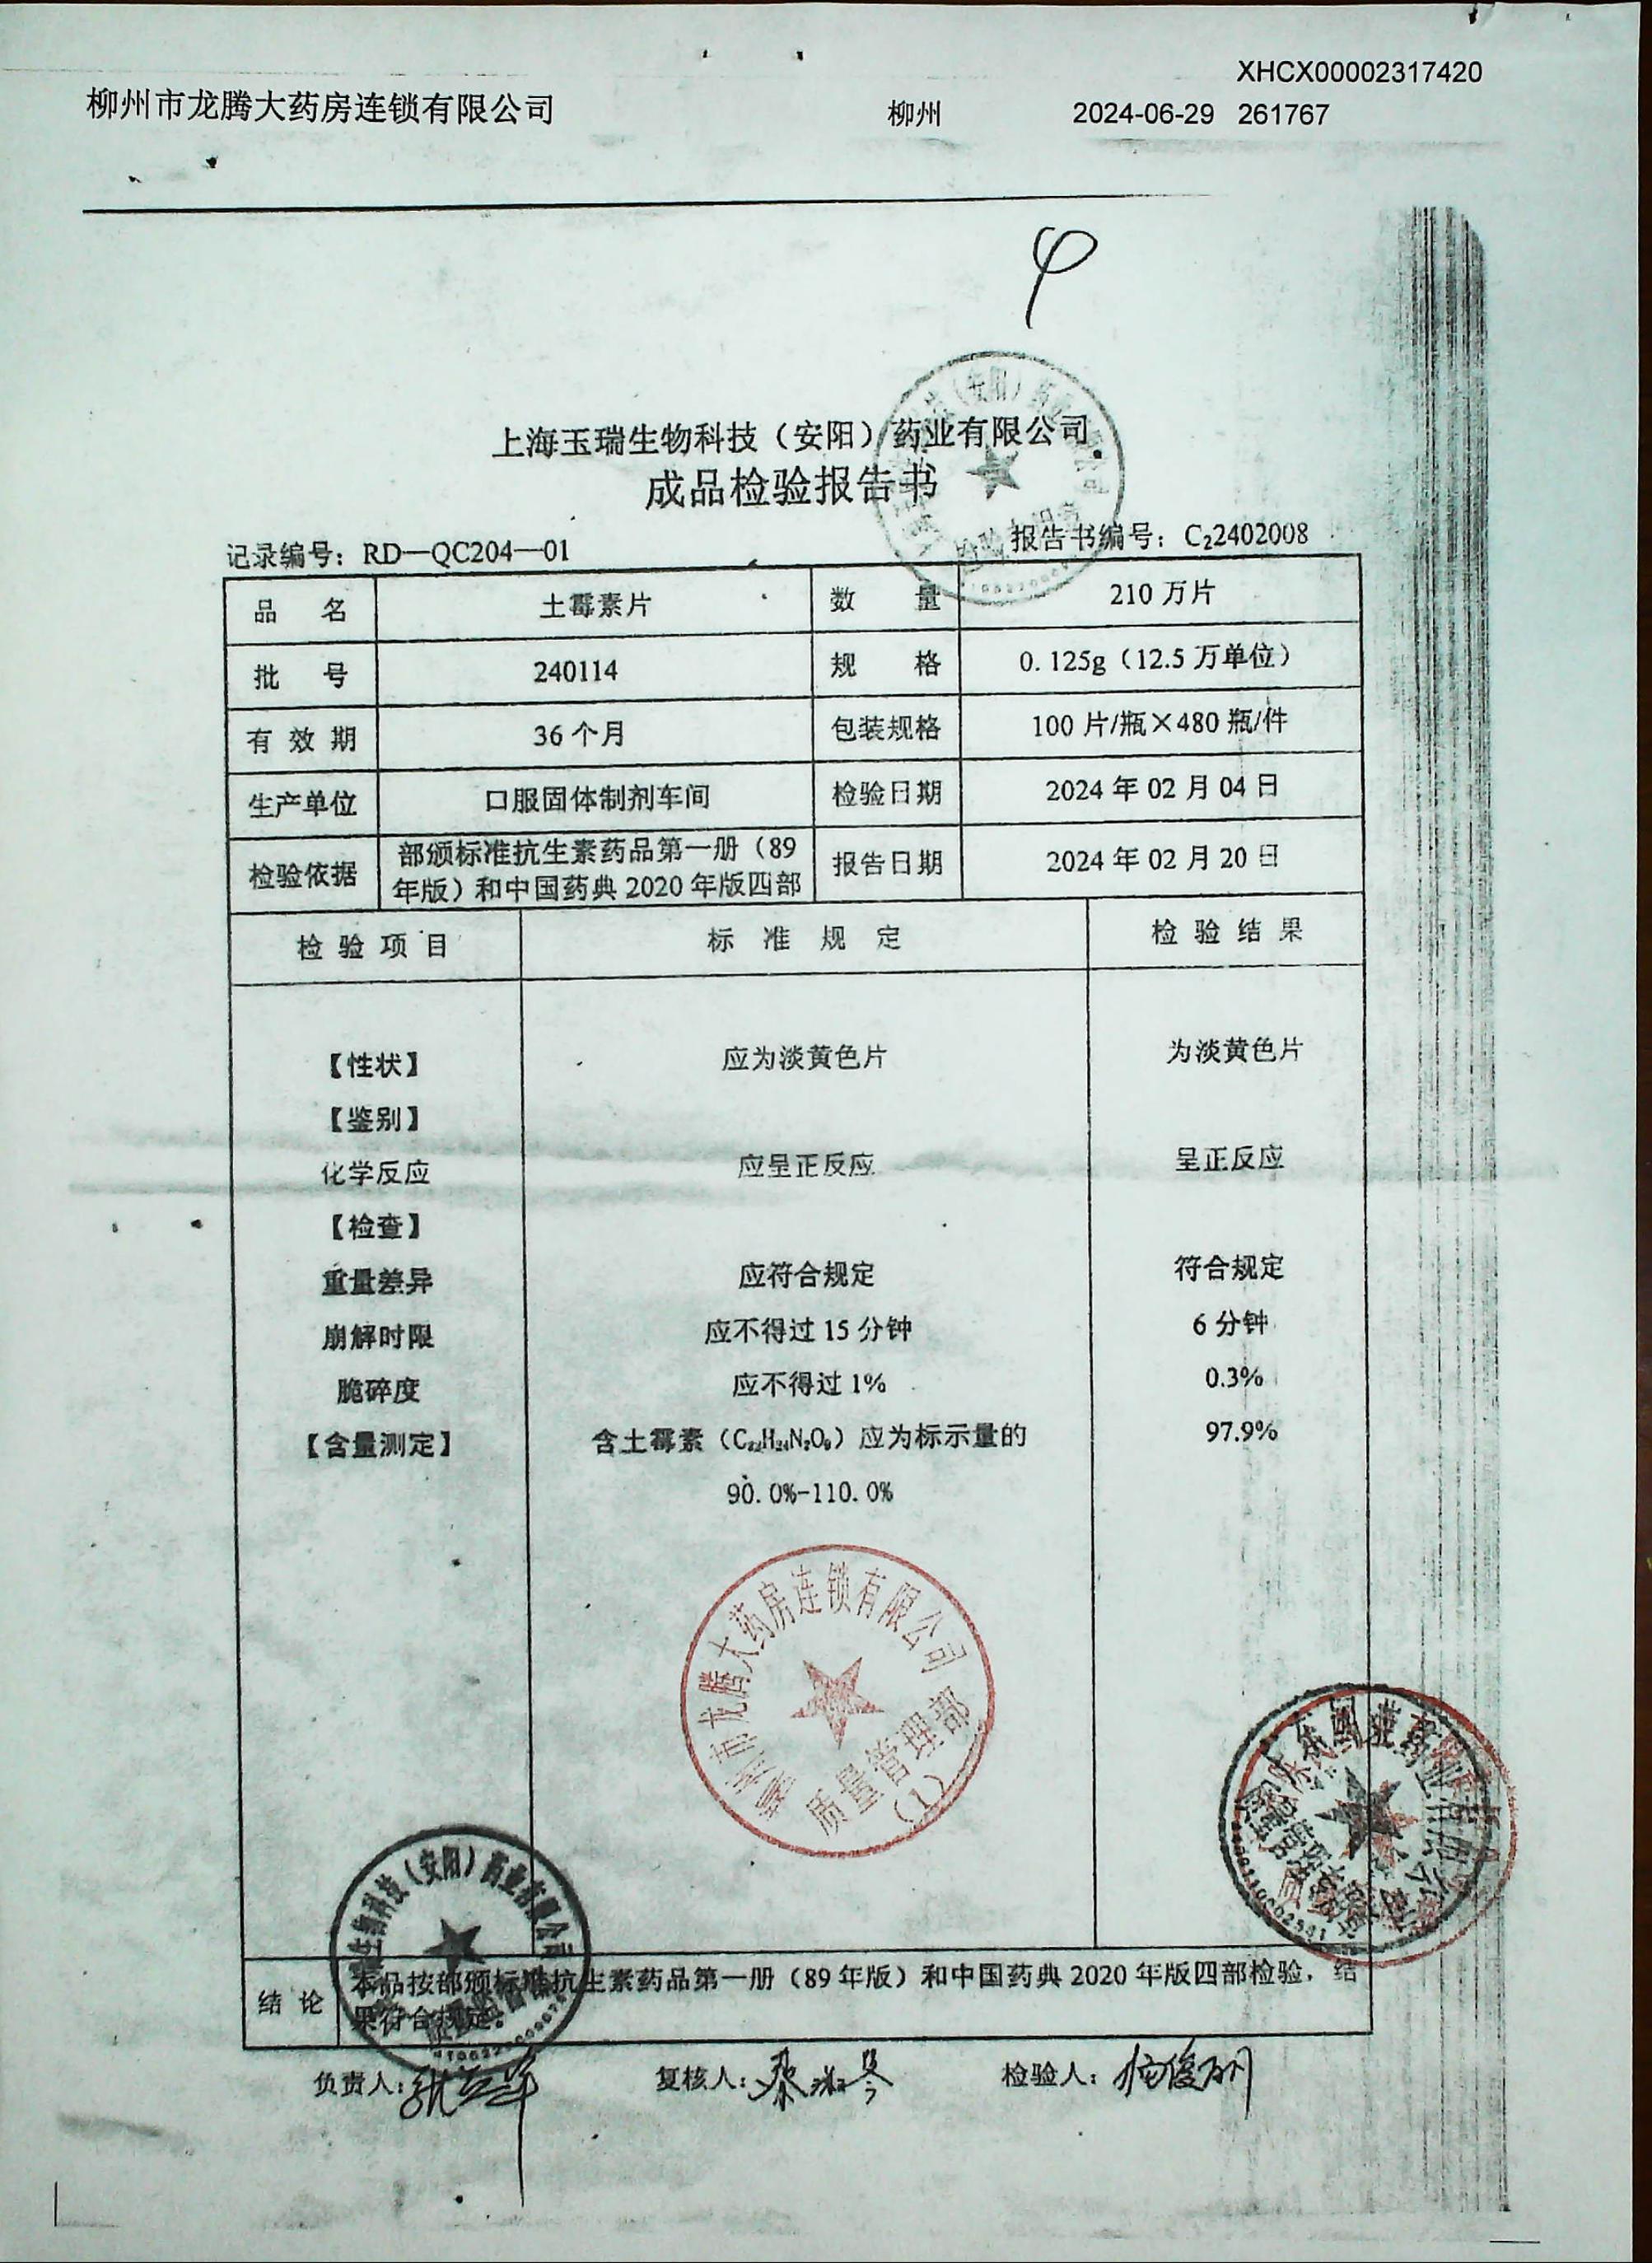 XHCX00002317420
柳州市龙腾大药房连锁有限公司 柳州 2024-06-29 261767
上海玉瑞生物科技（安阳）药业有限公司
成品检验报告书
记录编号：RD—QC204—01 报告书编号：C₂2402008
品 名 土霉素片 数 量 210 万片
批 号 240114 规 格 0.125g（12.5 万单位）
有 效 期 36 个月 包装规格 100 片/瓶×480 瓶/件
生产单位 口服固体制剂车间 检验日期 2024 年 02 月 04 日
检验依据 部颁标准抗生素药品第一册（89
年版）和中国药典 2020 年版四部 报告日期 2024 年 02 月 20 日
检 验 项 目 标 准 规 定 检 验 结 果
【性状】 应为淡黄色片 为淡黄色片
【鉴别】
化学反应 应呈正反应 呈正反应
【检查】
重量差异 应符合规定 符合规定
崩解时限 应不得过 15 分钟 6 分钟
脆碎度 应不得过 1% 0.3%
【含量测定】 含土霉素（C₂₂H₂₄N₂O₉）应为标示量的 97.9%
90.0%-110.0%
柳州市龙腾大药房连锁有限公司
质量管理部
(1)
结 论 本品按部颁标准抗生素药品第一册（89 年版）和中国药典 2020 年版四部检验，结
果符合规定。
负责人： 复核人： 检验人：